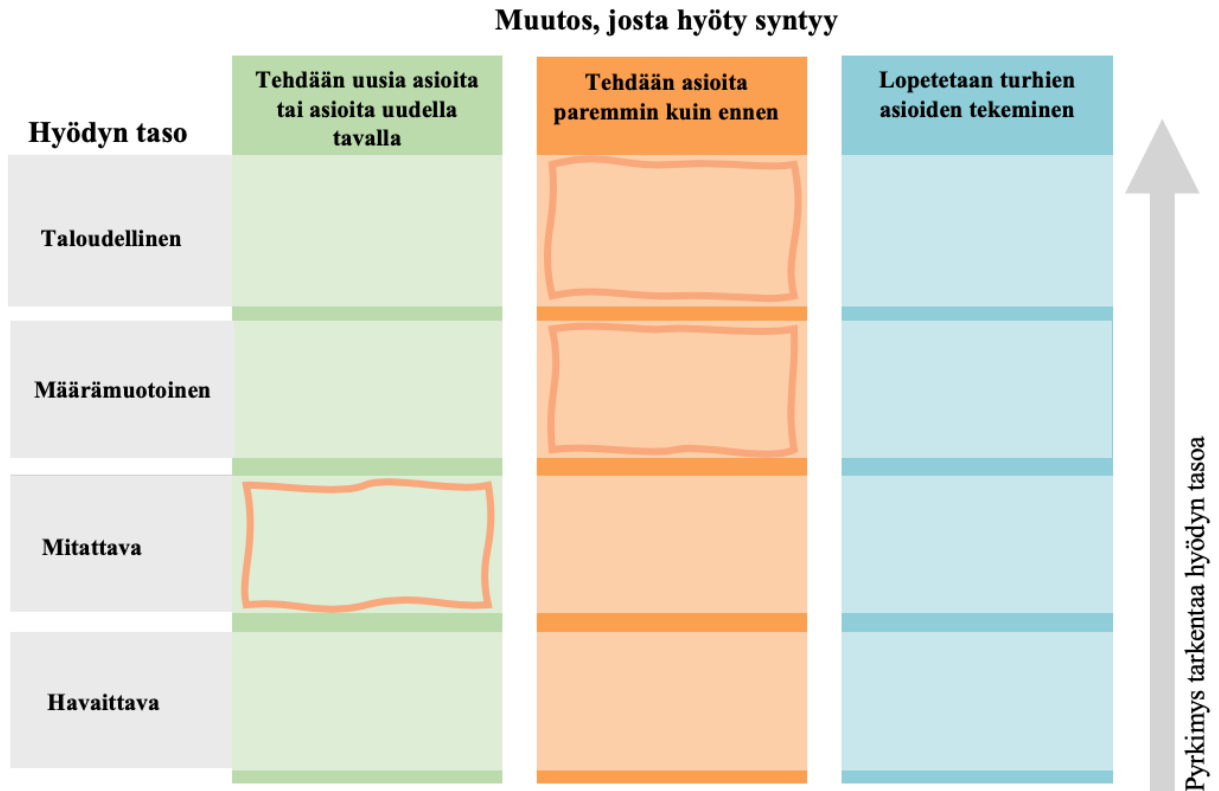 Muutos, josta hyöty syntyy
Hyödyn taso
Tehdään uusia asioita
tai asioita uudella
tavalla
Tehdään asioita
paremmin kuin ennen
Lopetetaan turhien
asioiden tekeminen
Taloudellinen
Määrämuotoinen
Mitattava
Havaittava
Pyrkimys tarkentaa hyödyn tasoa